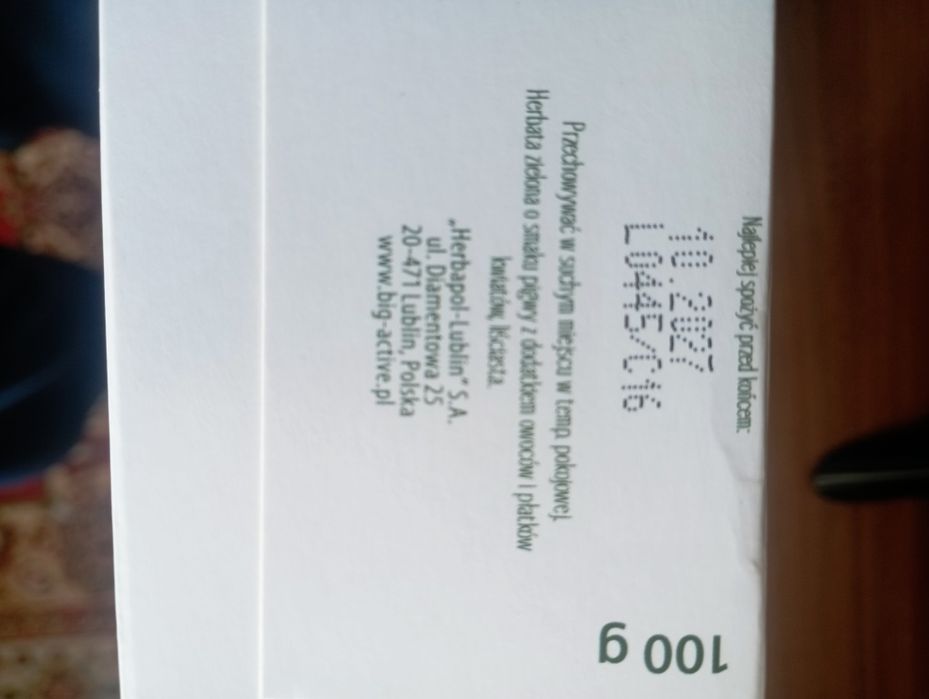 Najlepiej spożyć przed końcem:
10.2027
L0445/C16
Przechowywać w suchym miejscu w temp. pokojowej.
Herbata zielona o smaku pigwy z dodatkiem owoców i płatków
kwiatów, liściasta.
„Herbapol-Lublin” S.A.
ul. Diamentowa 25
20-471 Lublin, Polska
www.big-active.pl
100 g